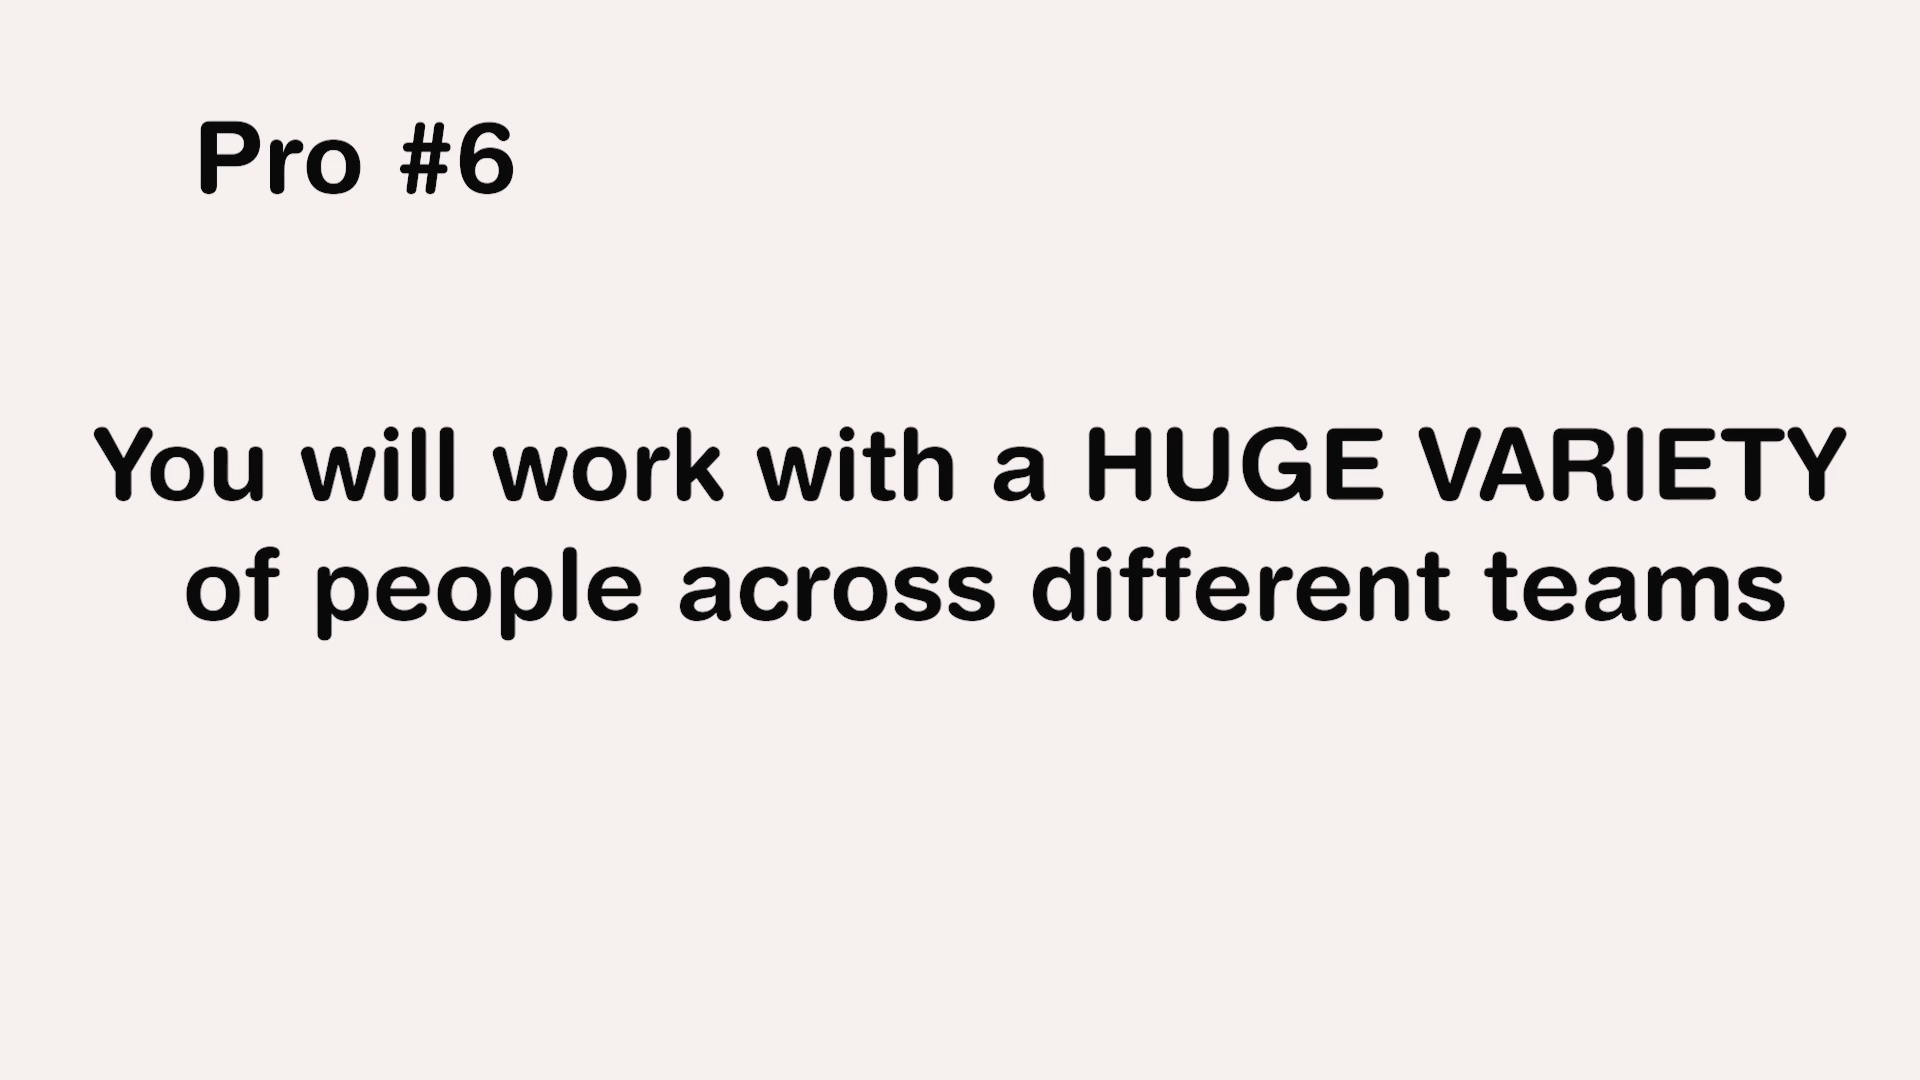 Pro #6
You will work with a HUGE VARIETY
of people across different teams